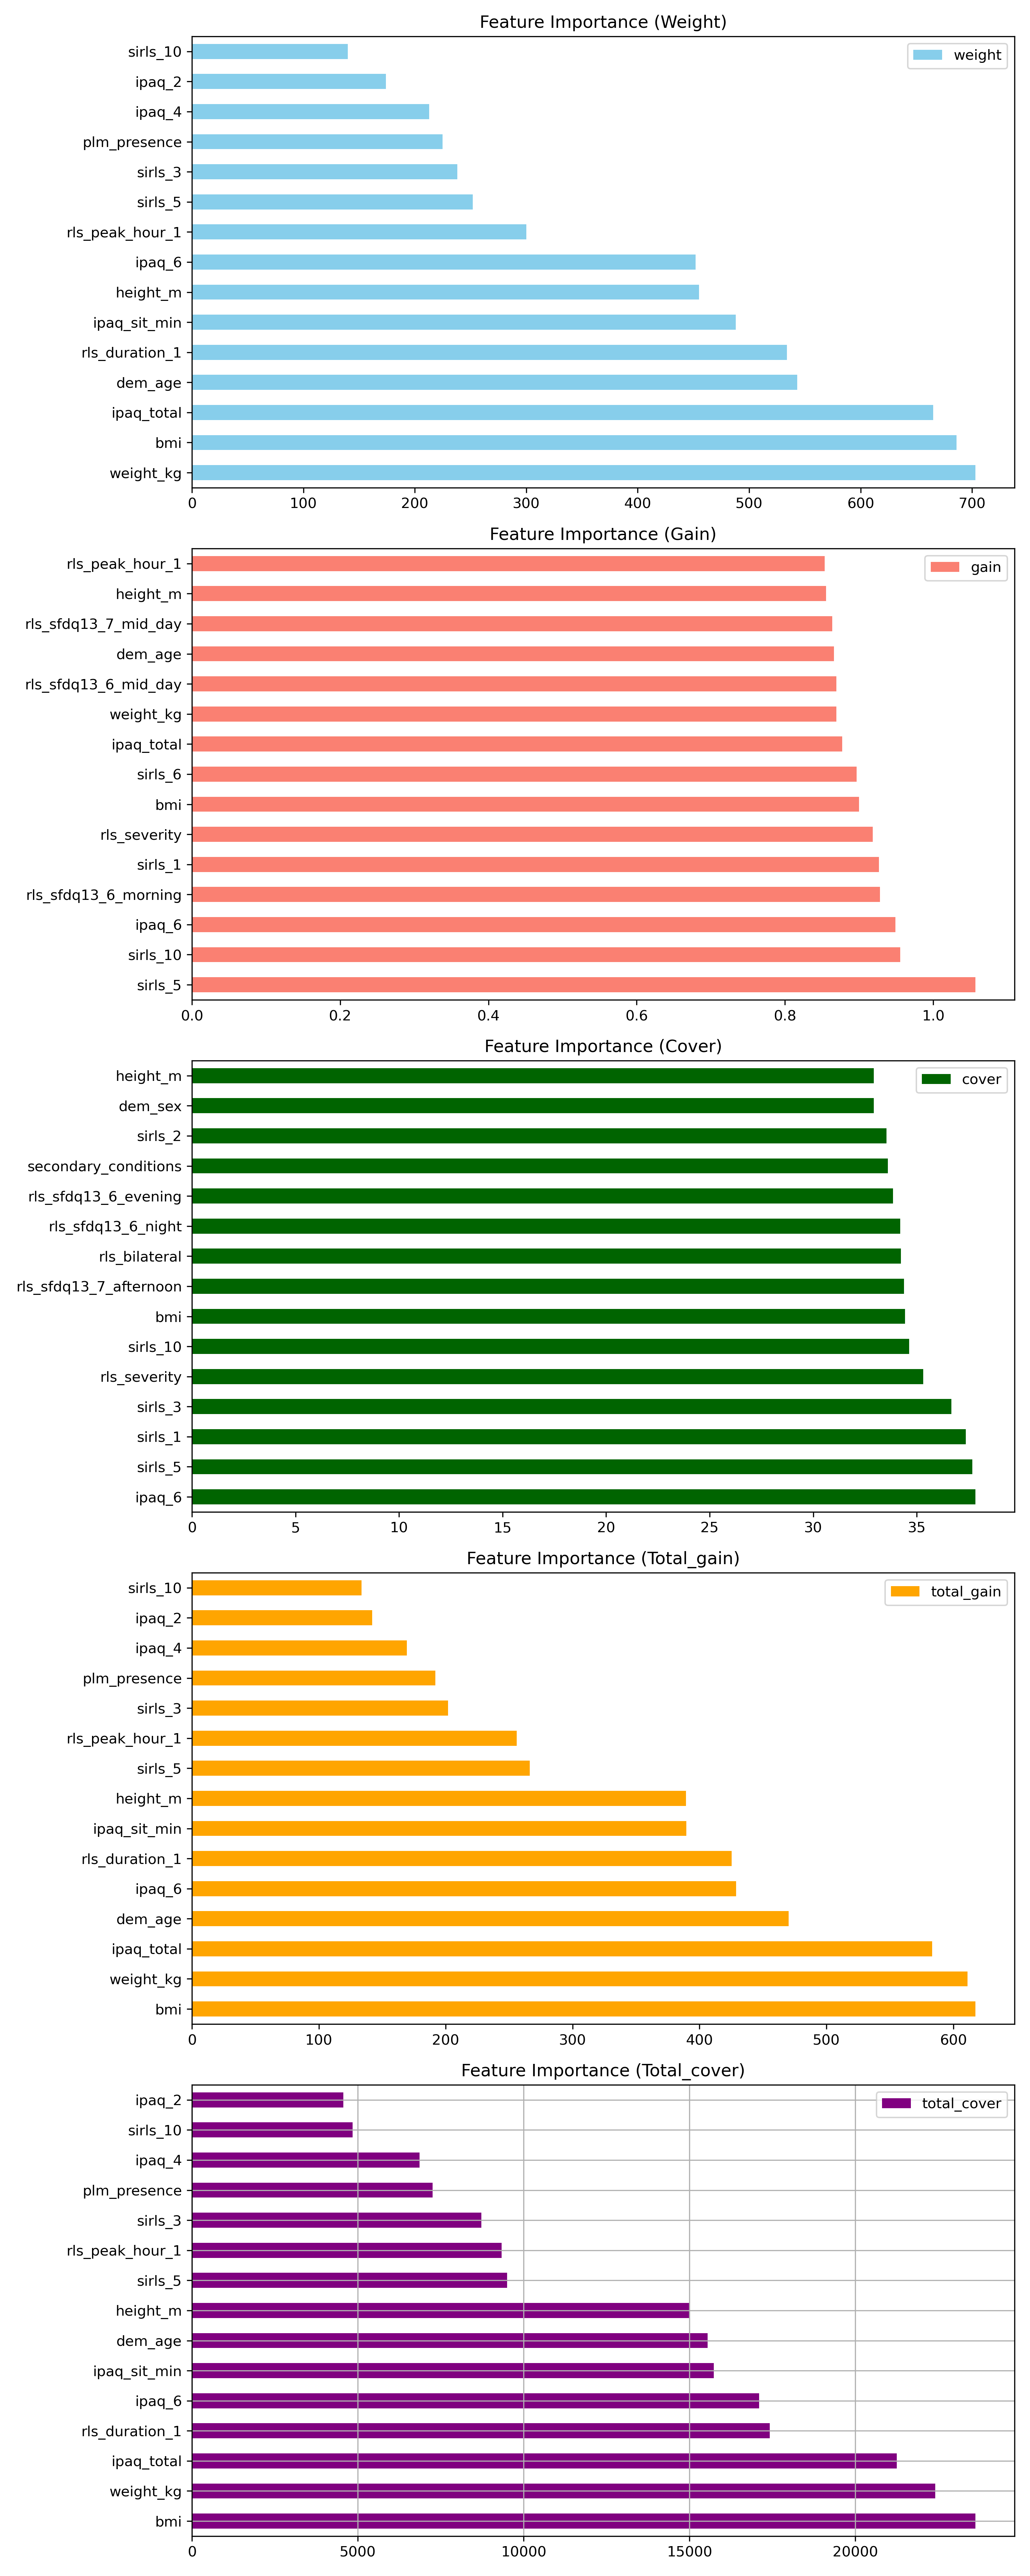 Feature Importance (Weight)
weight
sirls_10
ipaq_2
ipaq_4
plm_presence
sirls_3
sirls_5
rls_peak_hour_1
ipaq_6
height_m
ipaq_sit_min
rls_duration_1
dem_age
ipaq_total
bmi
weight_kg
0 100 200 300 400 500 600 700
Feature Importance (Gain)
gain
rls_peak_hour_1
height_m
rls_sfdq13_7_mid_day
dem_age
rls_sfdq13_6_mid_day
weight_kg
ipaq_total
sirls_6
bmi
rls_severity
sirls_1
rls_sfdq13_6_morning
ipaq_6
sirls_10
sirls_5
0.0 0.2 0.4 0.6 0.8 1.0
Feature Importance (Cover)
cover
height_m
dem_sex
sirls_2
secondary_conditions
rls_sfdq13_6_evening
rls_sfdq13_6_night
rls_bilateral
rls_sfdq13_7_afternoon
bmi
sirls_10
rls_severity
sirls_3
sirls_1
sirls_5
ipaq_6
0 5 10 15 20 25 30 35
Feature Importance (Total_gain)
total_gain
sirls_10
ipaq_2
ipaq_4
plm_presence
sirls_3
rls_peak_hour_1
sirls_5
height_m
ipaq_sit_min
rls_duration_1
ipaq_6
dem_age
ipaq_total
weight_kg
bmi
0 100 200 300 400 500 600
Feature Importance (Total_cover)
total_cover
ipaq_2
sirls_10
ipaq_4
plm_presence
sirls_3
rls_peak_hour_1
sirls_5
height_m
dem_age
ipaq_sit_min
ipaq_6
rls_duration_1
ipaq_total
weight_kg
bmi
0 5000 10000 15000 20000